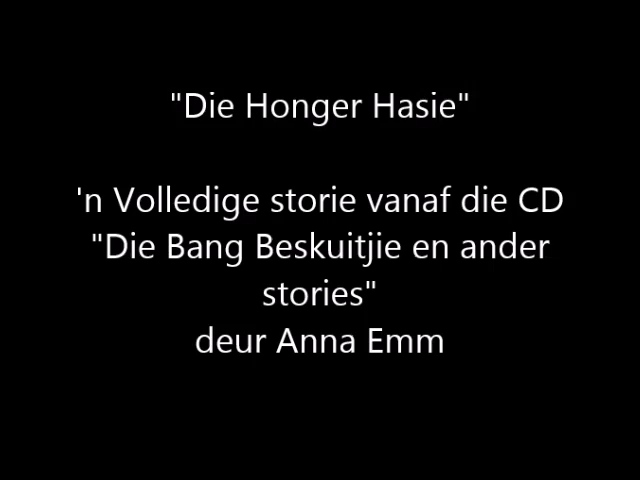 "Die Honger Hasie"
'n Volledige storie vanaf die CD
"Die Bang Beskuitjie en ander
stories"
deur Anna Emm